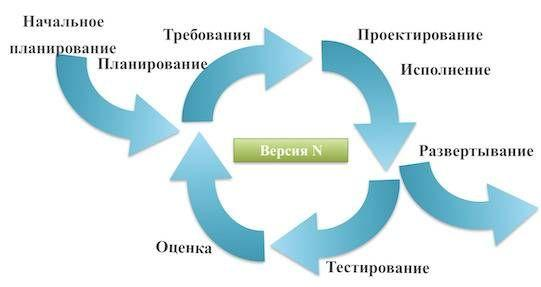 Начальное
планирование
Планирование
Требования
Проектирование
Исполнение
Версия N
Развертывание
Оценка
Тестирование